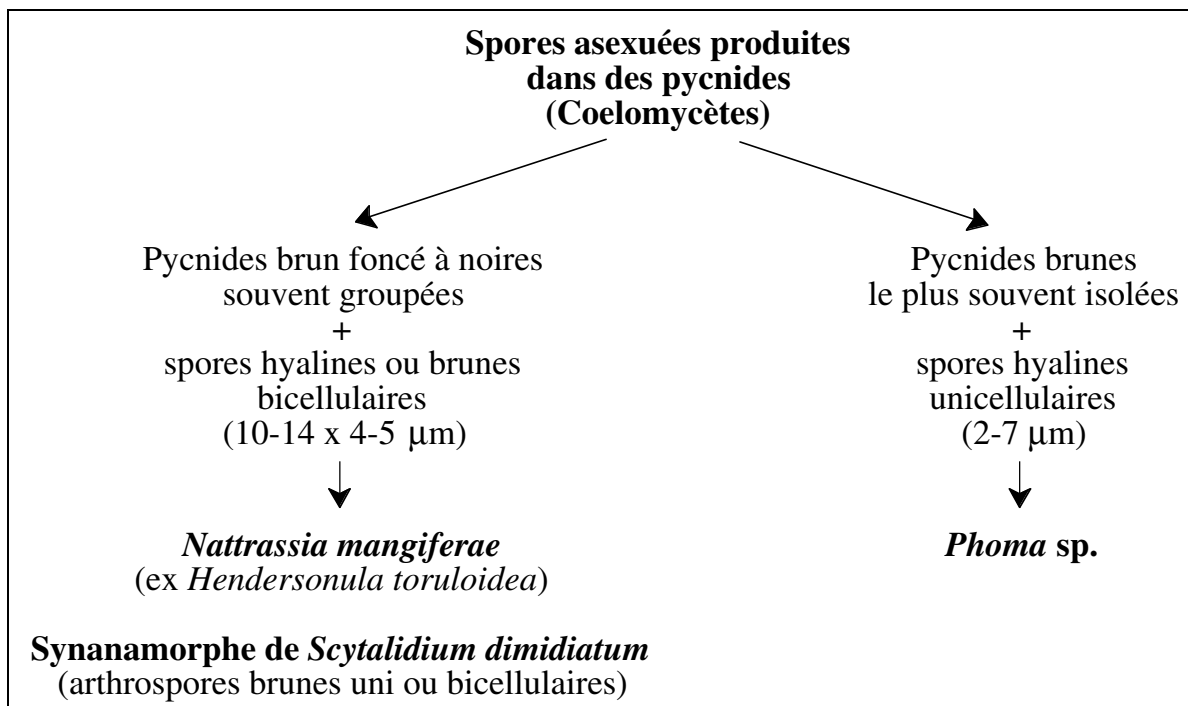 Spores asexuées produites
dans des pycnides
(Coelomycètes)
Pycnides brun foncé à noires
souvent groupées
+
spores hyalines ou brunes
bicellulaires
(10-14 x 4-5 μm)
Nattrassia mangiferae
(ex Hendersonula toruloidea)
Synanamorphe de Scytalidium dimidiatum
(arthrospores brunes uni ou bicellulaires)
Pycnides brunes
le plus souvent isolées
+
spores hyalines
unicellulaires
(2-7 μm)
Phoma sp.